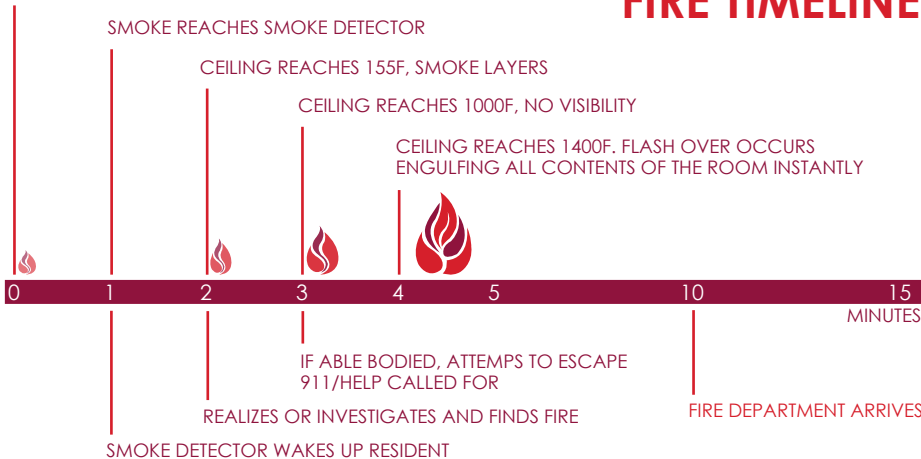 FIRE TIMELINE
SMOKE REACHES SMOKE DETECTOR
CEILING REACHES 155F, SMOKE LAYERS
CEILING REACHES 1000F, NO VISIBILITY
CEILING REACHES 1400F. FLASH OVER OCCURS
ENGULFING ALL CONTENTS OF THE ROOM INSTANTLY
0 1 2 3 4 5 10 15
MINUTES
IF ABLE BODIED, ATTEMPS TO ESCAPE
911/HELP CALLED FOR
REALIZES OR INVESTIGATES AND FINDS FIRE
FIRE DEPARTMENT ARRIVES
SMOKE DETECTOR WAKES UP RESIDENT